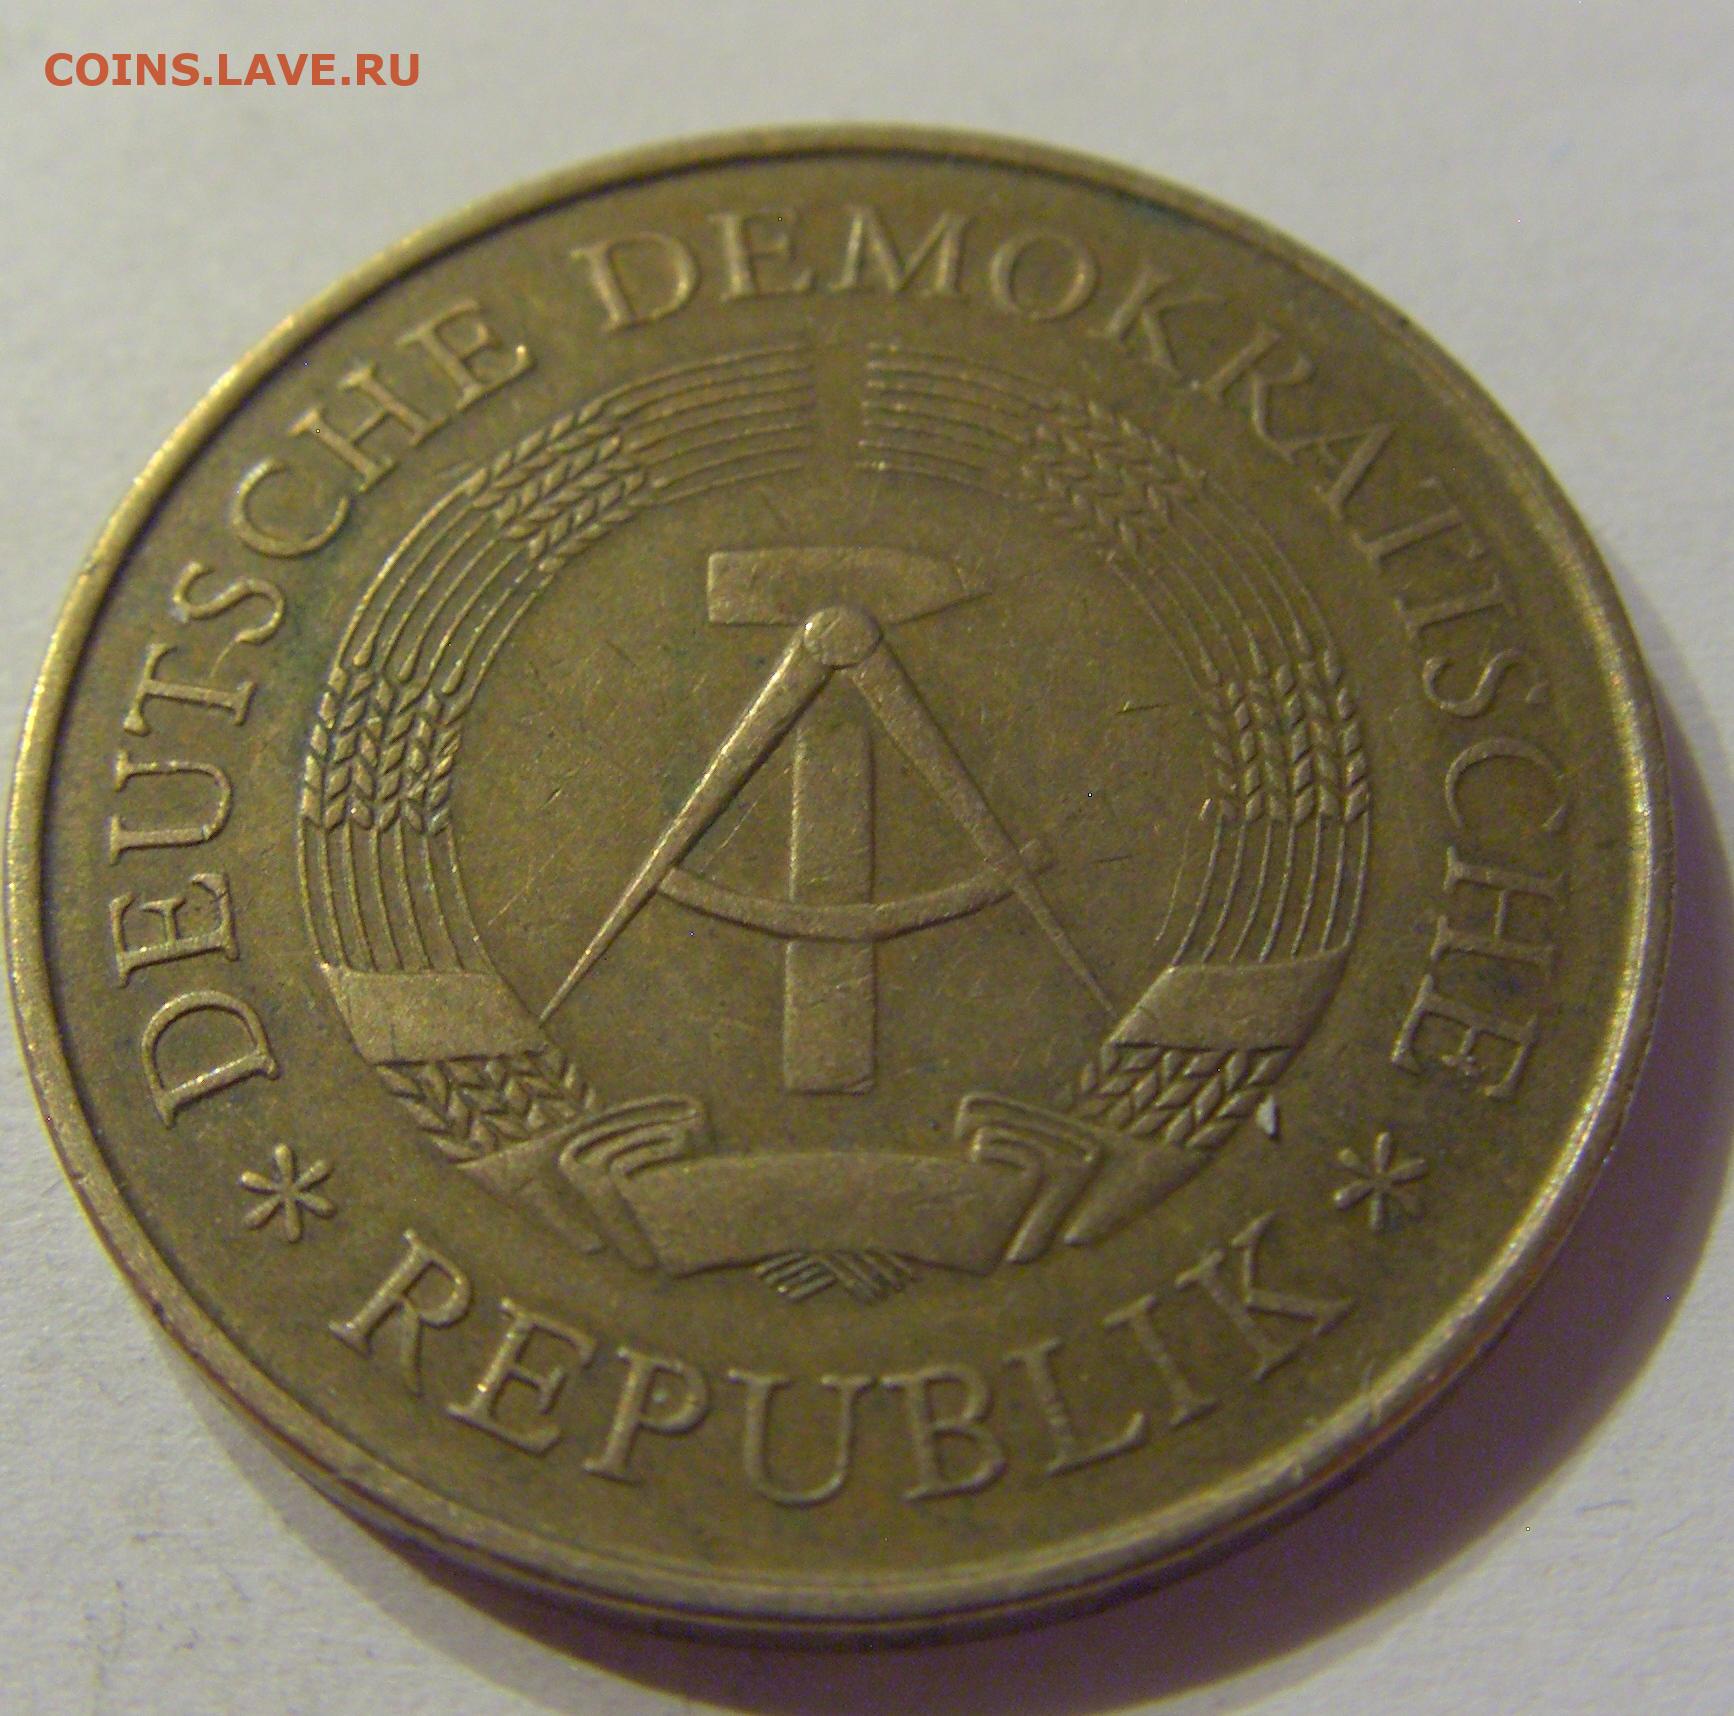 COINS.LAVE.RU
DEUTSCHE DEMOKRATISCHE
* REPUBLIK *